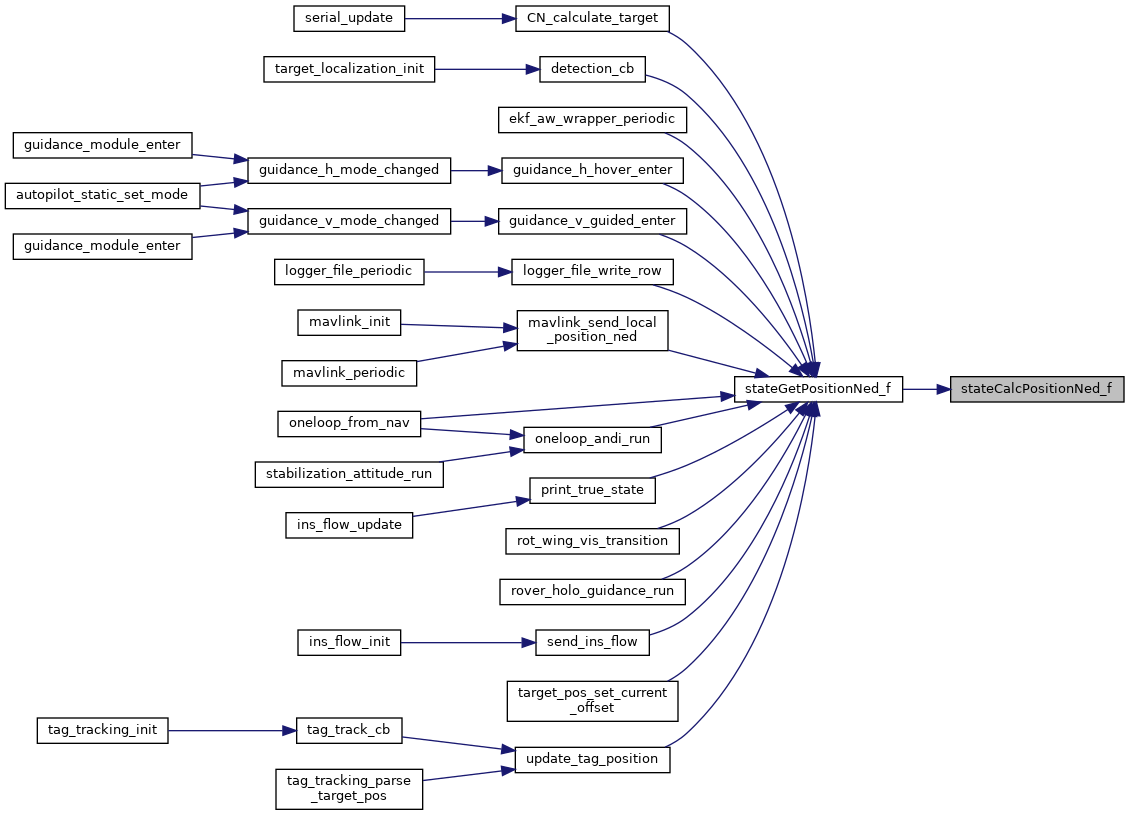 serial_update
CN_calculate_target
target_localization_init
detection_cb
ekf_aw_wrapper_periodic
guidance_module_enter
guidance_h_mode_changed
guidance_h_hover_enter
autopilot_static_set_mode
guidance_v_mode_changed
guidance_v_guided_enter
guidance_module_enter
logger_file_periodic
logger_file_write_row
mavlink_init
mavlink_send_local
_position_ned
mavlink_periodic
stateGetPositionNed_f
stateCalcPositionNed_f
oneloop_from_nav
oneloop_andi_run
stabilization_attitude_run
print_true_state
ins_flow_update
rot_wing_vis_transition
rover_holo_guidance_run
ins_flow_init
send_ins_flow
target_pos_set_current
_offset
tag_tracking_init
tag_track_cb
update_tag_position
tag_tracking_parse
_target_pos